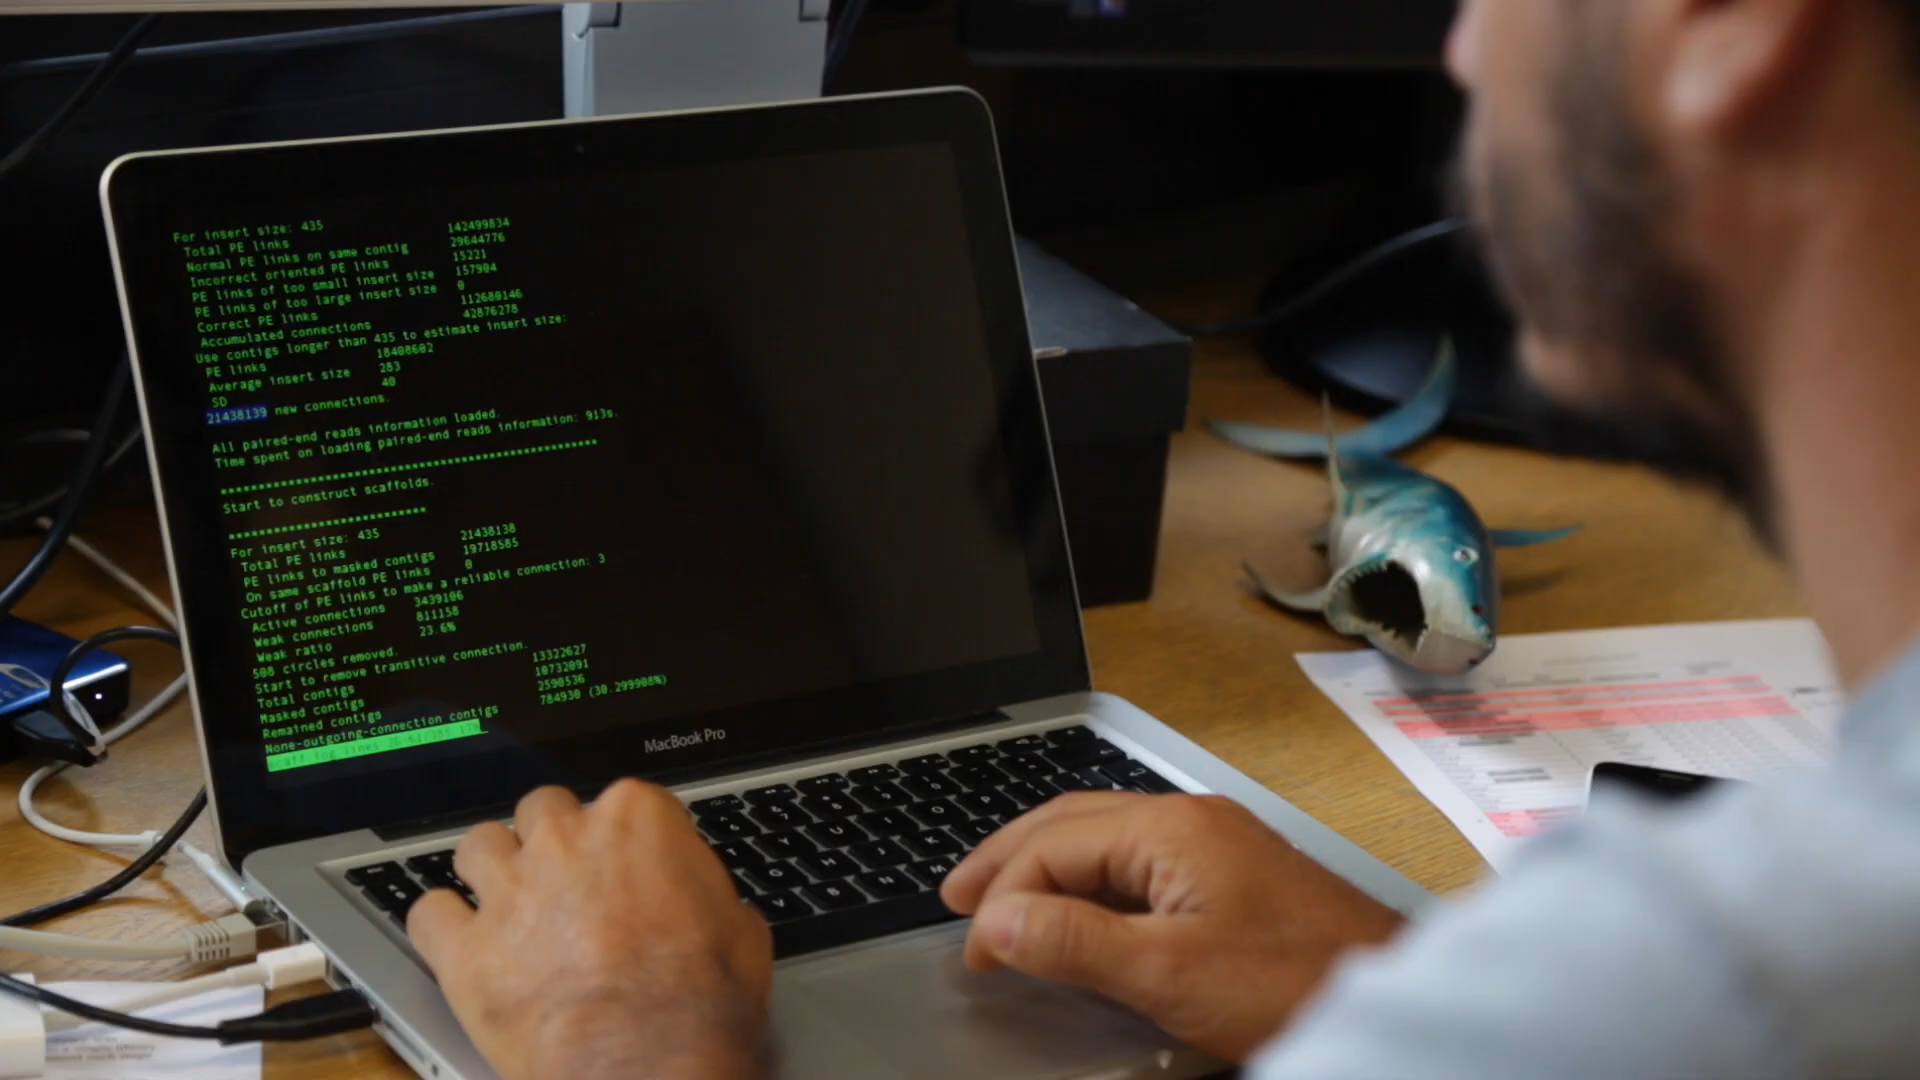 For insert size: 435
Total PE links 142499834
Normal PE links on same contig 29644776
Incorrect oriented PE links 15221
PE links of too small insert size 157904
PE links of too large insert size 0
Correct PE links 112680146
Accumulated connections 42876278
Use contigs longer than 435 to estimate insert size:
PE links 18408602
Average insert size 283
SD 40
21438139 new connections.
All paired-end reads information loaded.
Time spent on loading paired-end reads information: 913s.
Start to construct scaffolds.
For insert size: 435
Total PE links 21438138
PE links to masked contigs 19718585
On same scaffold PE links 0
Cutoff of PE links to make a reliable connection: 3
Active connections 3439106
Weak connections 811158
Weak ratio 23.6%
508 circles removed.
Start to remove transitive connection.
Total contigs 13322627
Masked contigs 10732091
Remained contigs 2590536
None-outgoing-connection contigs 784930 (30.299908%)
MacBook Pro